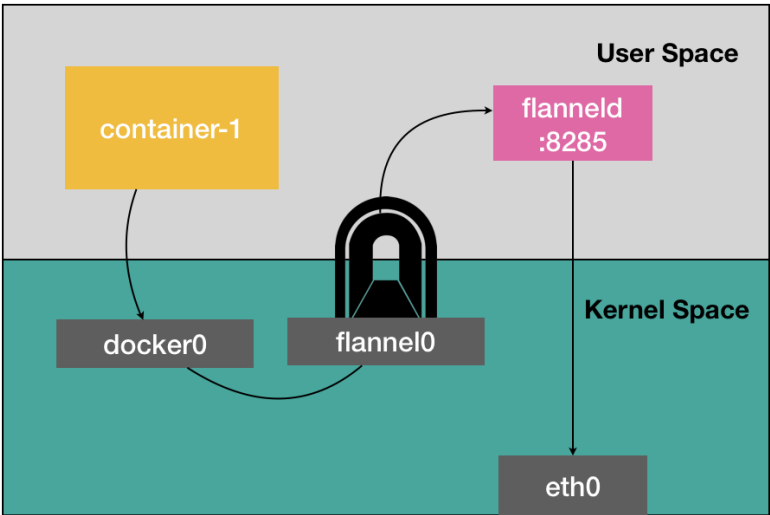 User Space
container-1
flanneld
:8285
Kernel Space
docker0
flannel0
eth0